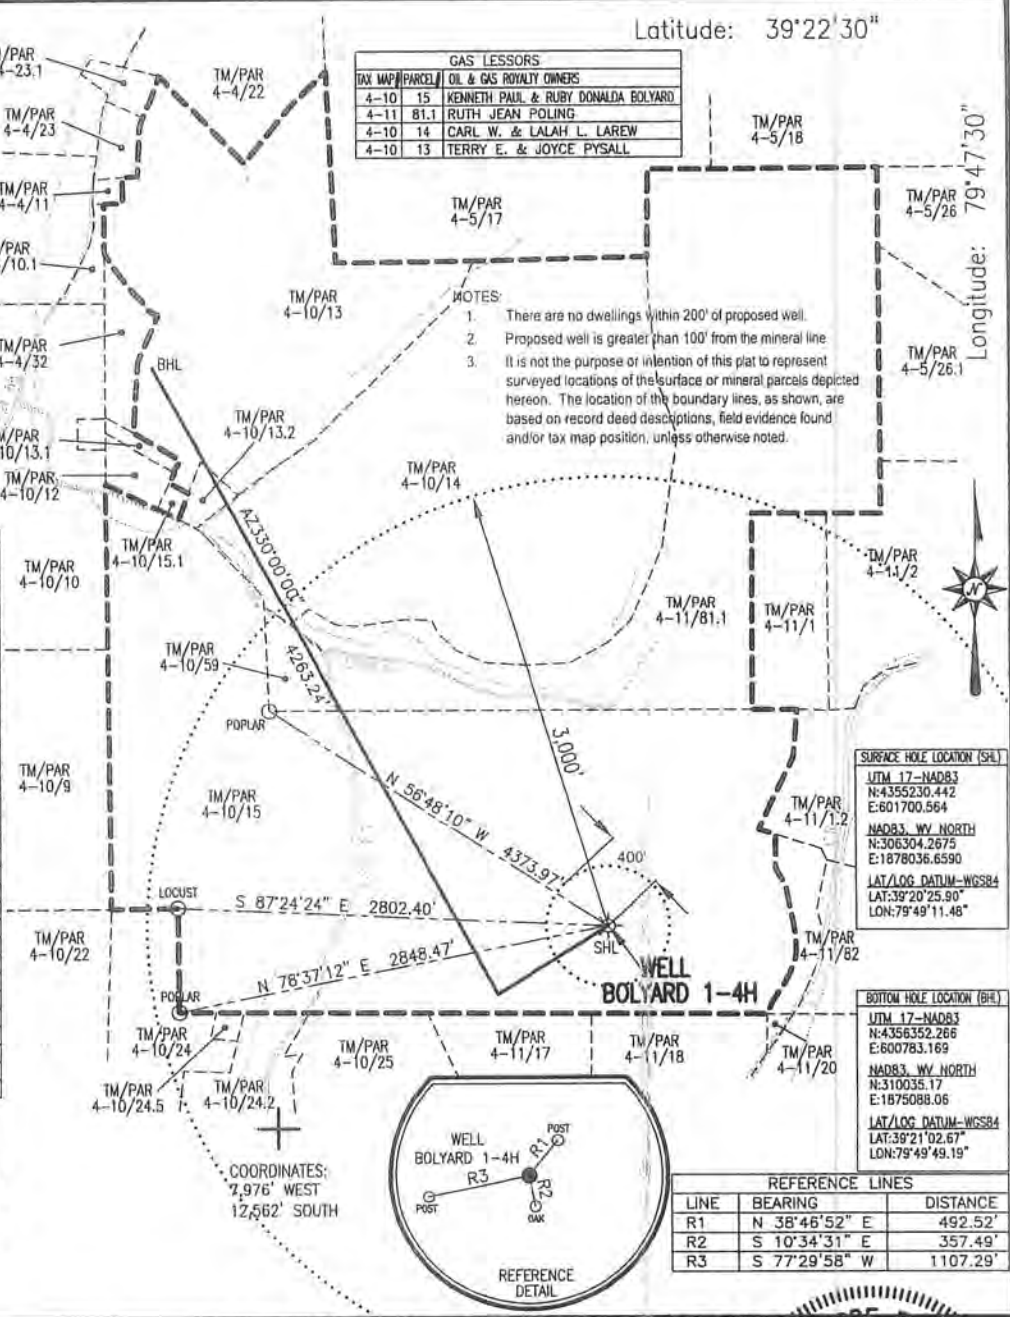 Latitude: 39°22'30"
Longitude: 79°47'30"
GAS LESSORS
TAX MAP# PARCEL# OIL & GAS ROYALTY OWNERS
4-10 15 KENNETH PAUL & RUBY DONALDA BOLYARD
4-11 81.1 RUTH JEAN POLING
4-10 14 CARL W. & LALAH L. LAREW
4-10 13 TERRY E. & JOYCE PYSALL
/PAR
4-23.1
TM/PAR
4-4/22
TM/PAR
4-4/23
TM/PAR
4-4/11
/PAR
/10.1
TM/PAR
4-4/32
TM/PAR
4-5/18
TM/PAR
4-5/17
TM/PAR
4-5/26
TM/PAR
4-5/26.1
TM/PAR
4-10/13
NOTES:
1. There are no dwellings within 200' of proposed well.
2. Proposed well is greater than 100' from the mineral line
3. It is not the purpose or intention of this plat to represent
surveyed locations of the surface or mineral parcels depicted
hereon. The location of the boundary lines, as shown, are
based on record deed descriptions, field evidence found
and/or tax map position, unless otherwise noted.
BHL
TM/PAR
4-10/13.2
TM/PAR
10/13.1
TM/PAR
4-10/12
TM/PAR
4-10/14
TM/PAR
4-10/15.1
TM/PAR
4-10/10
AZ330°00'00"
4263.24'
TM/PAR
4-11/2
TM/PAR
4-11/81.1
TM/PAR
4-11/1
N
TM/PAR
4-10/59
POPLAR
3,000'
TM/PAR
4-10/9
TM/PAR
4-10/15
N 56°48'10" W 4373.97'
400'
TM/PAR
4-11/1.2
SURFACE HOLE LOCATION (SHL)
UTM 17-NAD83
N:4355230.442
E:601700.564
NAD83, WV NORTH
N:306304.2675
E:1878036.6590
LAT/LOG DATUM-WGS84
LAT:39°20'25.90"
LON:79°49'11.48"
LOCUST
S 87°24'24" E 2802.40'
N 76°37'12" E 2848.47'
SHL
WELL
BOLYARD 1-4H
TM/PAR
4-10/22
POPLAR
TM/PAR
4-11/82
TM/PAR
4-10/24
TM/PAR
4-10/25
TM/PAR
4-11/17
TM/PAR
4-11/18
TM/PAR
4-11/20
TM/PAR
4-10/24.5
TM/PAR
4-10/24.2
BOTTOM HOLE LOCATION (BHL)
UTM 17-NAD83
N:4356352.266
E:600783.169
NAD83, WV NORTH
N:310035.17
E:1875088.06
LAT/LOG DATUM-WGS84
LAT:39°21'02.67"
LON:79°49'49.19"
COORDINATES:
7,976' WEST
12,562' SOUTH
WELL
BOLYARD 1-4H
POST
R1
R3
R2
POST
OAK
REFERENCE
DETAIL
REFERENCE LINES
LINE BEARING DISTANCE
R1 N 38°46'52" E 492.52'
R2 S 10°34'31" E 357.49'
R3 S 77°29'58" W 1107.29'